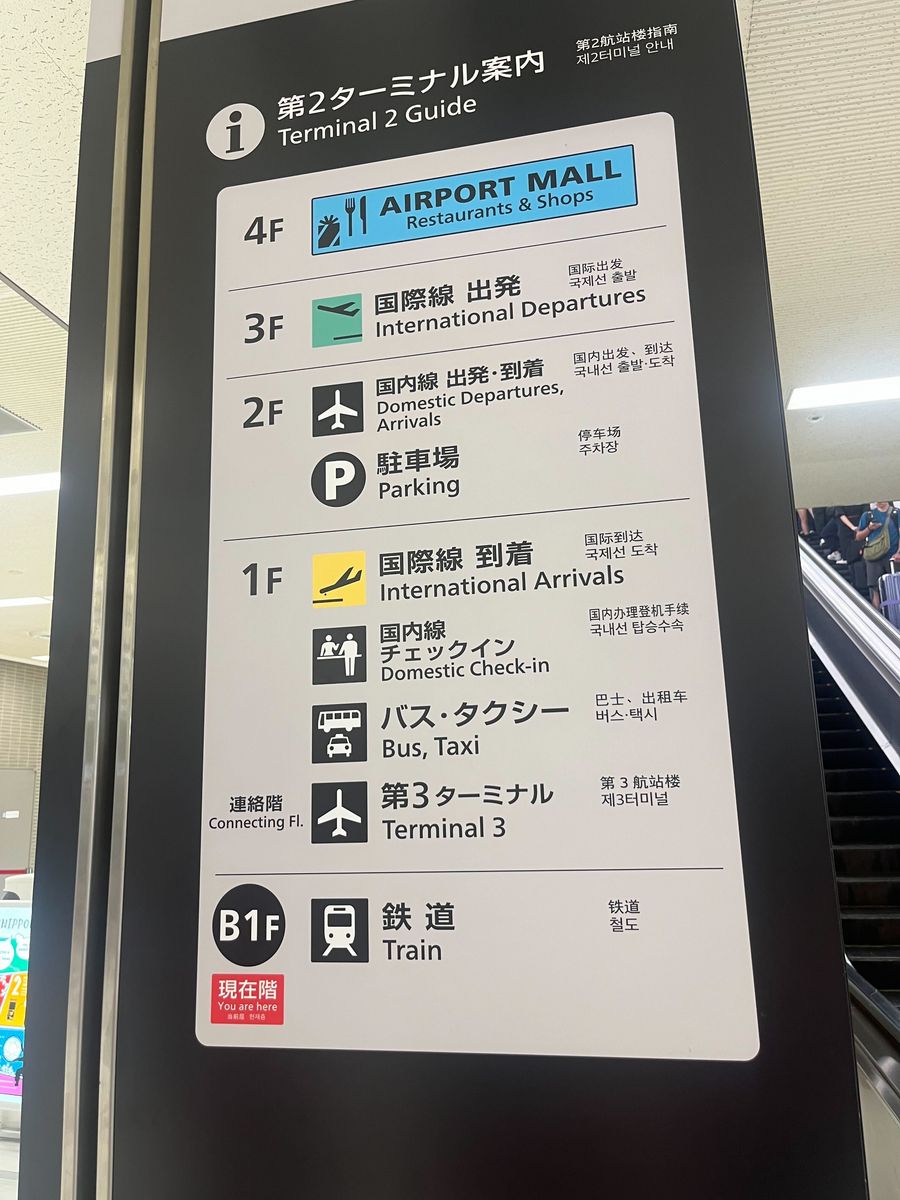 第2ターミナル案内
Terminal 2 Guide
第2航站楼指南
제2터미널 안내
4F
AIRPORT MALL
Restaurants & Shops
3F
国際線 出発
International Departures
国际出发
국제선 출발
2F
国内線 出発・到着
Domestic Departures,
Arrivals
国内出发、到达
국내선 출발·도착
P
駐車場
Parking
停车场
주차장
1F
国際線 到着
International Arrivals
国际到达
국제선 도착
国内線
チェックイン
Domestic Check-in
国内办理登机手续
국내선 탑승수속
バス・タクシー
Bus, Taxi
巴士、出租车
버스·택시
連絡階
Connecting Fl.
第3ターミナル
Terminal 3
第 3 航站楼
제3터미널
B1F
鉄 道
Train
铁道
철도
現在階
You are here